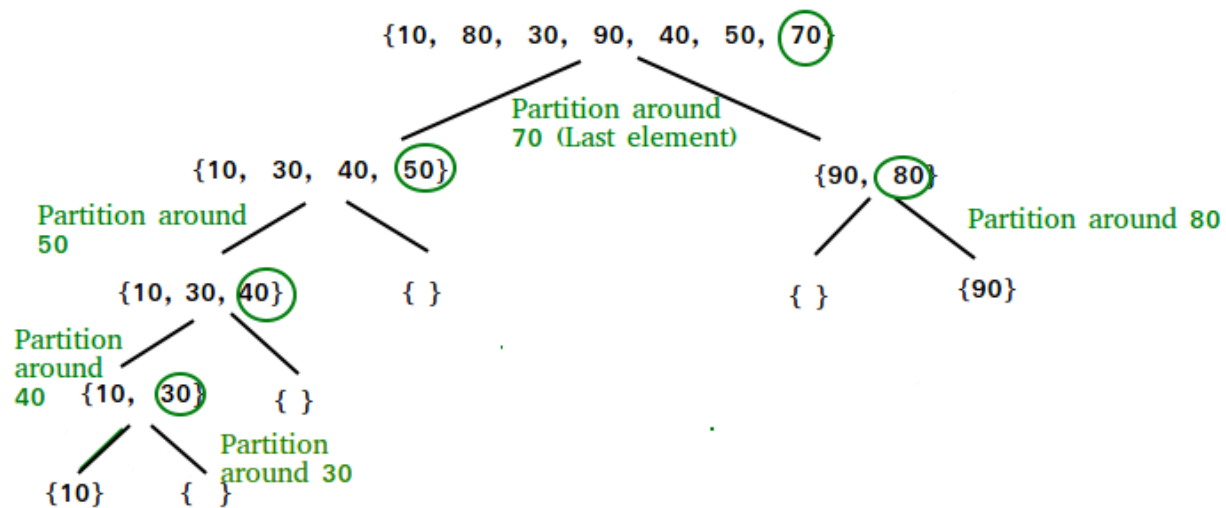 {10, 80, 30, 90, 40, 50, 70}
Partition around
70 (Last element)
{10, 30, 40, 50}
{90, 80}
Partition around
50
Partition around 80
{10, 30, 40}
{ }
{ }
{90}
Partition
around
40
{10, 30}
{ }
Partition
around 30
{10}
{ }